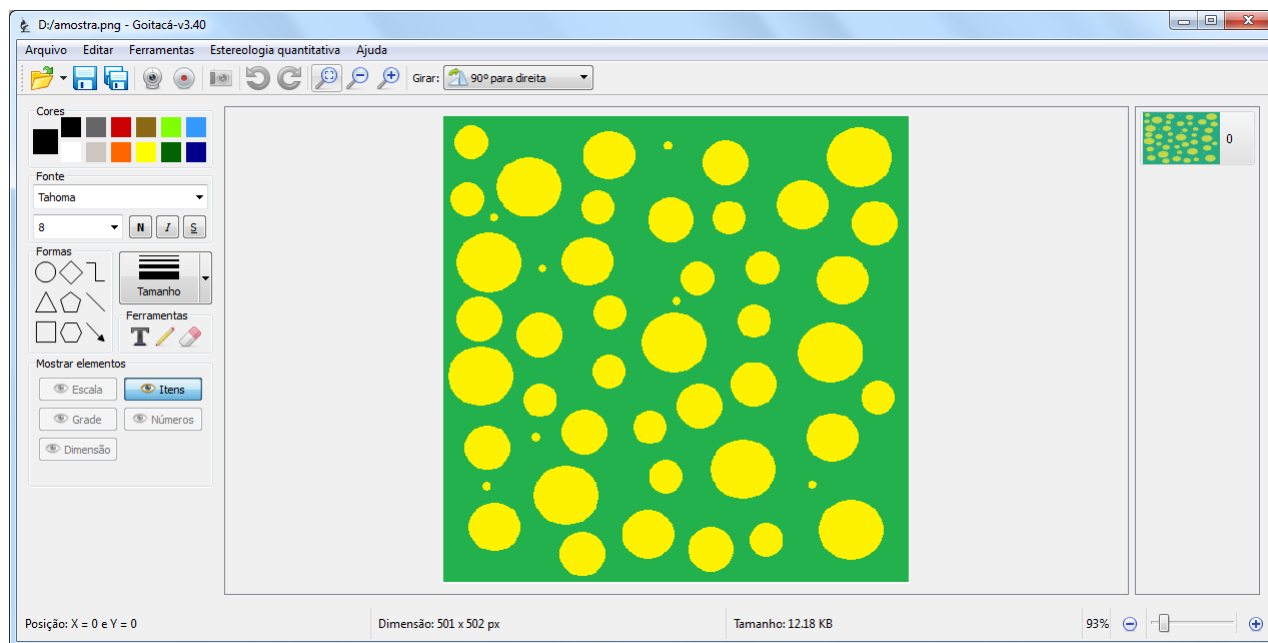 D:/amostra.png - Goitacá-v3.40
Arquivo Editar Ferramentas Estereologia quantitativa Ajuda
Girar: 90º para direita
Cores
Fonte
Tahoma
8 N I S
Formas
Tamanho
Ferramentas
T
Mostrar elementos
Escala Itens
Grade Números
Dimensão
0
Posição: X = 0 e Y = 0 Dimensão: 501 x 502 px Tamanho: 12.18 KB 93%